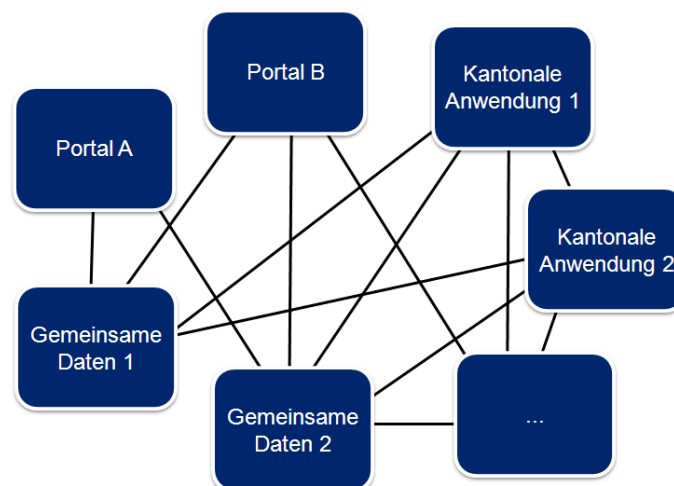 Portal B
Kantonale
Anwendung 1
Portal A
Kantonale
Anwendung 2
Gemeinsame
Daten 1
Gemeinsame
Daten 2
...